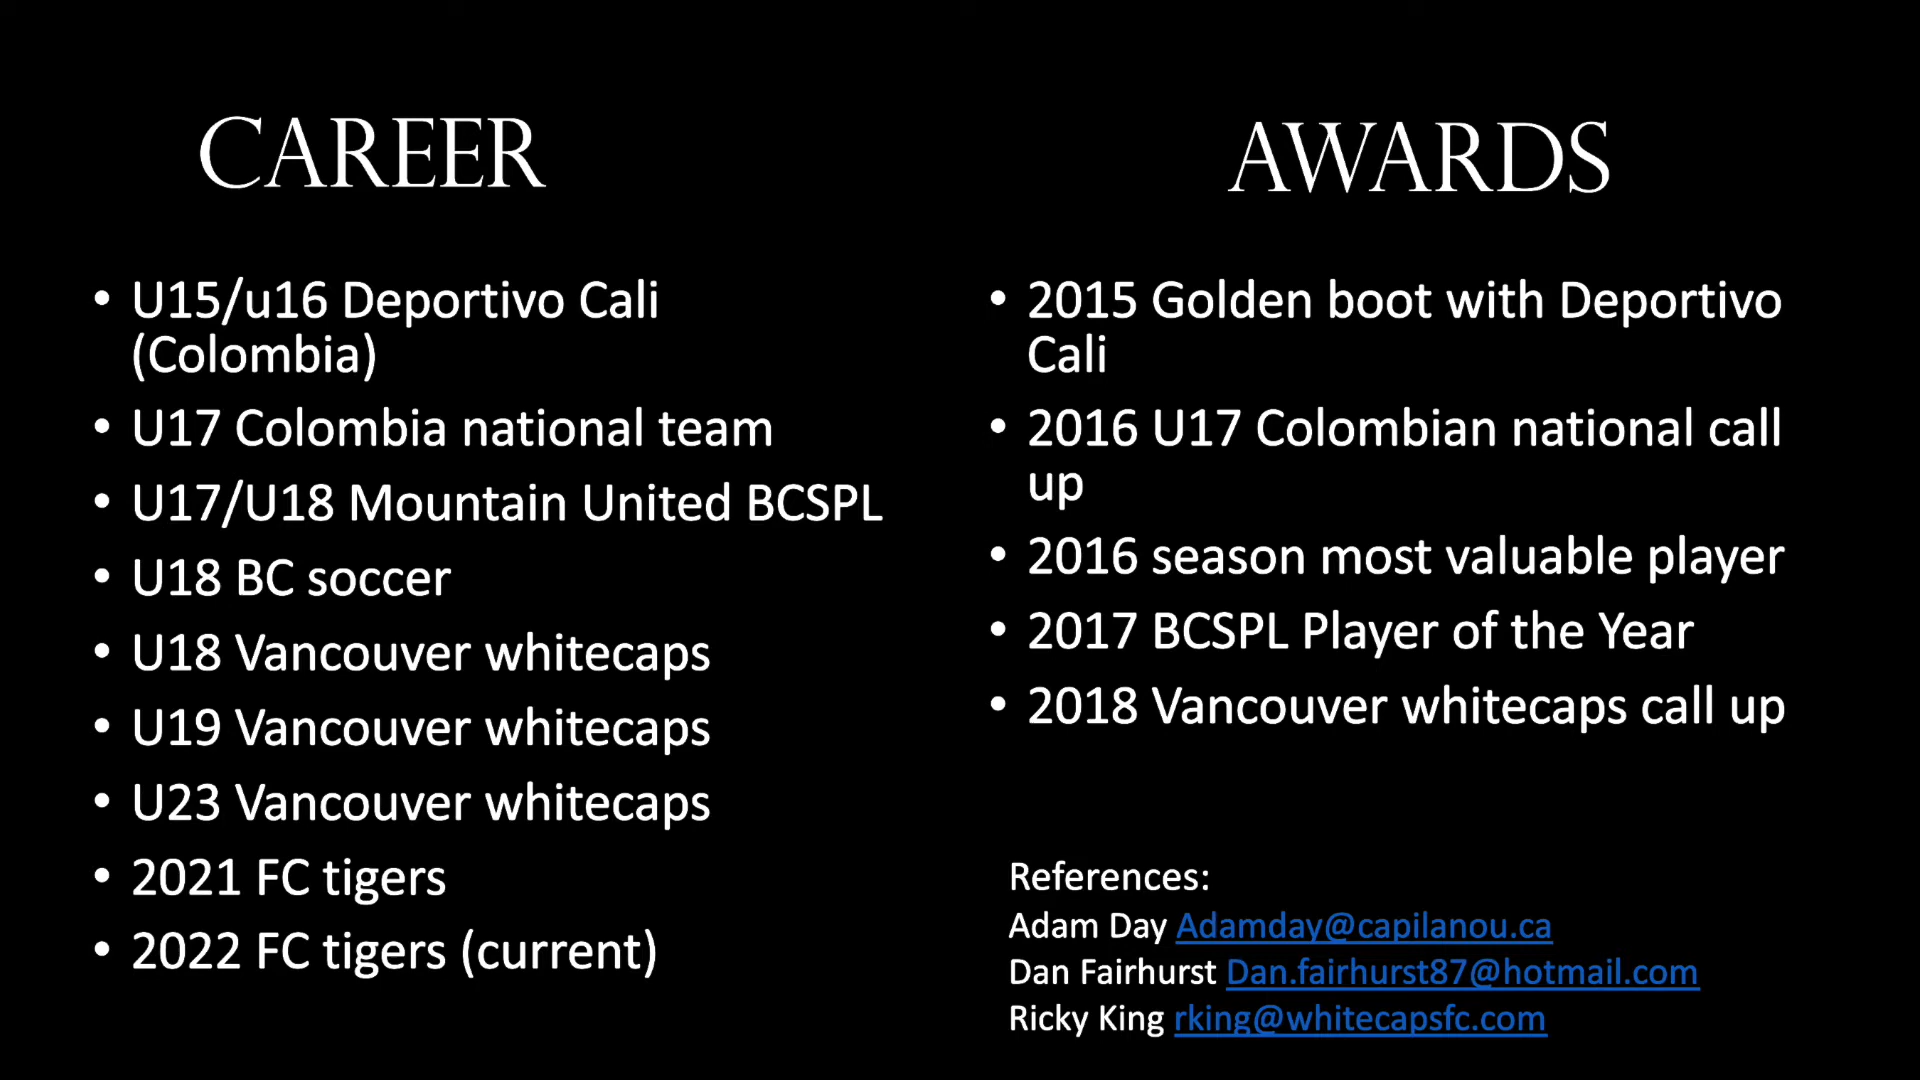 CAREER
• U15/u16 Deportivo Cali
(Colombia)
• U17 Colombia national team
• U17/U18 Mountain United BCSPL
• U18 BC soccer
• U18 Vancouver whitecaps
• U19 Vancouver whitecaps
• U23 Vancouver whitecaps
• 2021 FC tigers
• 2022 FC tigers (current)
AWARDS
• 2015 Golden boot with Deportivo
Cali
• 2016 U17 Colombian national call
up
• 2016 season most valuable player
• 2017 BCSPL Player of the Year
• 2018 Vancouver whitecaps call up
References:
Adam Day Adamday@capilanou.ca
Dan Fairhurst Dan.fairhurst87@hotmail.com
Ricky King rking@whitecapsfc.com